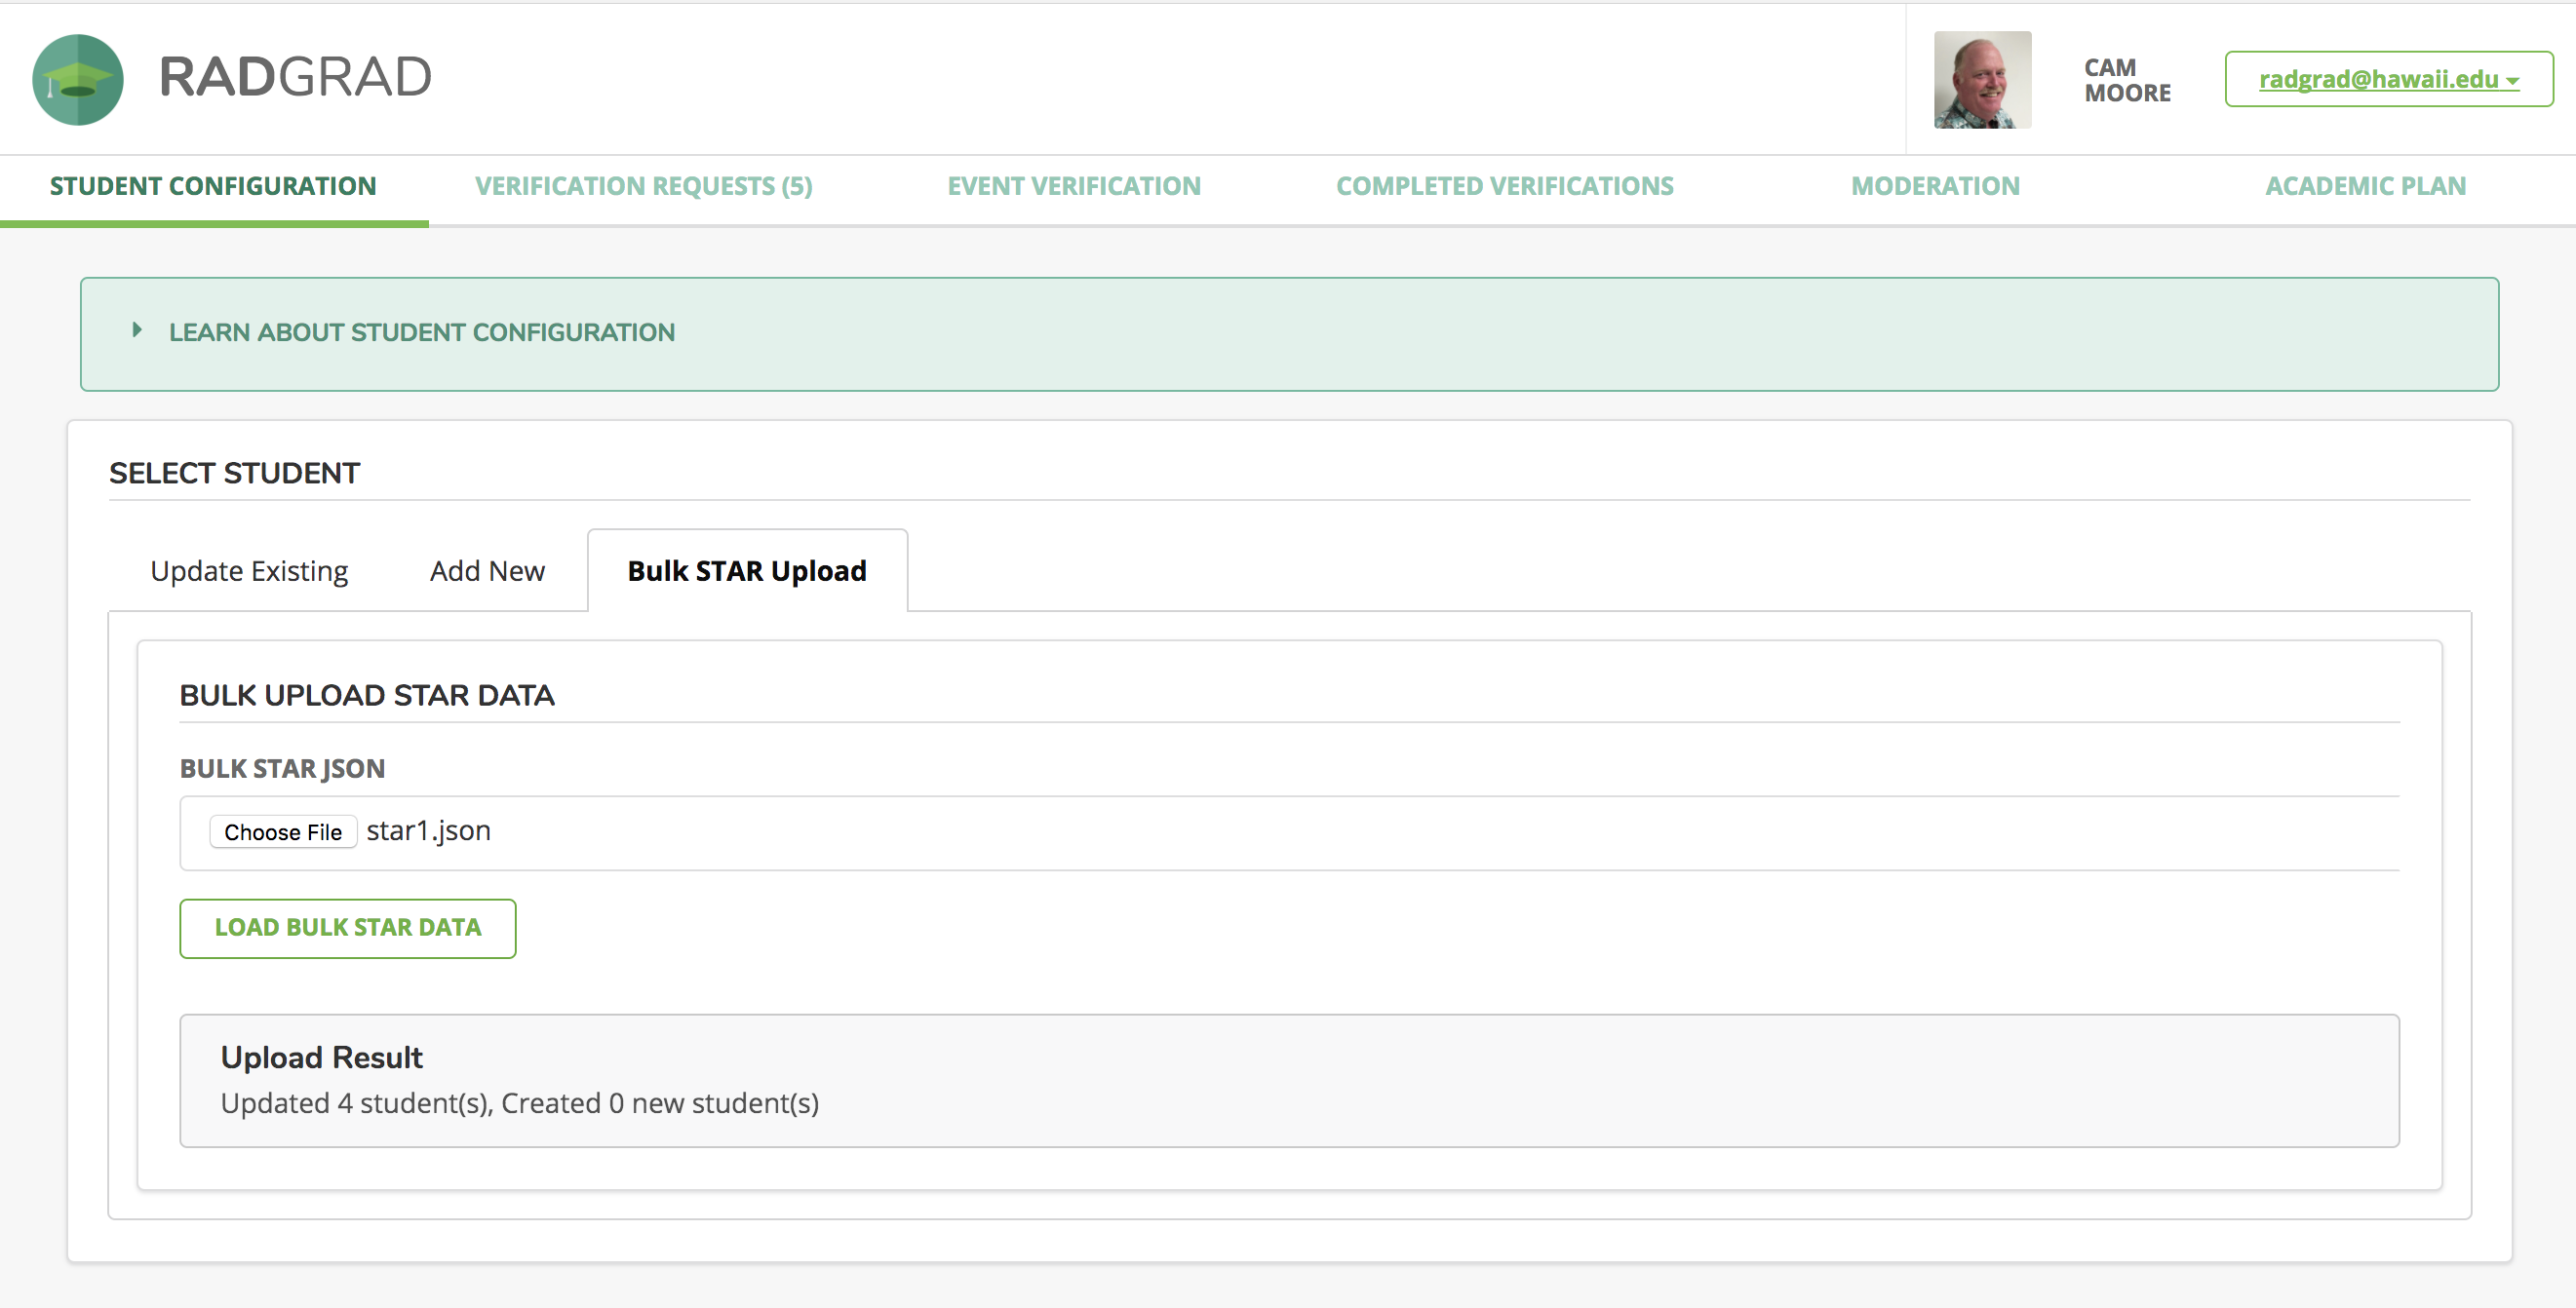 RADGRAD
CAM
MOORE
radgrad@hawaii.edu
STUDENT CONFIGURATION
VERIFICATION REQUESTS (5)
EVENT VERIFICATION
COMPLETED VERIFICATIONS
MODERATION
ACADEMIC PLAN
LEARN ABOUT STUDENT CONFIGURATION
SELECT STUDENT
Update Existing
Add New
Bulk STAR Upload
BULK UPLOAD STAR DATA
BULK STAR JSON
Choose File star1.json
LOAD BULK STAR DATA
Upload Result
Updated 4 student(s), Created 0 new student(s)